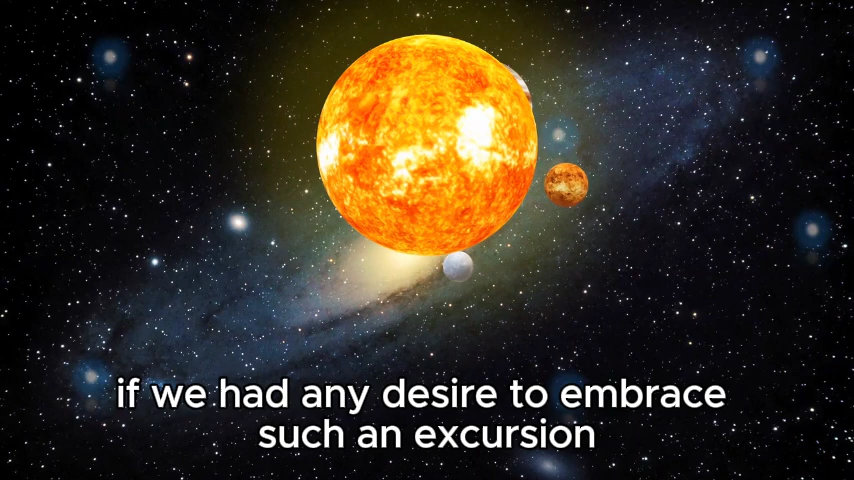 if we had any desire to embrace
such an excursion